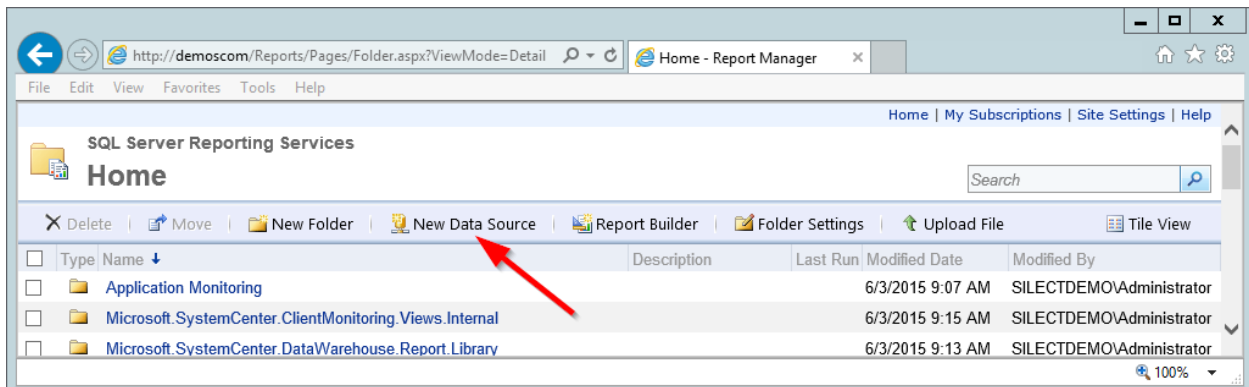 http://demoscom/Reports/Pages/Folder.aspx?ViewMode=Detail
Home - Report Manager
File Edit View Favorites Tools Help
Home | My Subscriptions | Site Settings | Help
SQL Server Reporting Services
Home
Search
Delete | Move | New Folder | New Data Source | Report Builder | Folder Settings | Upload File Tile View
Type Name Description Last Run Modified Date Modified By
Application Monitoring 6/3/2015 9:07 AM SILECTDEMO\Administrator
Microsoft.SystemCenter.ClientMonitoring.Views.Internal 6/3/2015 9:15 AM SILECTDEMO\Administrator
Microsoft.SystemCenter.DataWarehouse.Report.Library 6/3/2015 9:13 AM SILECTDEMO\Administrator
100%